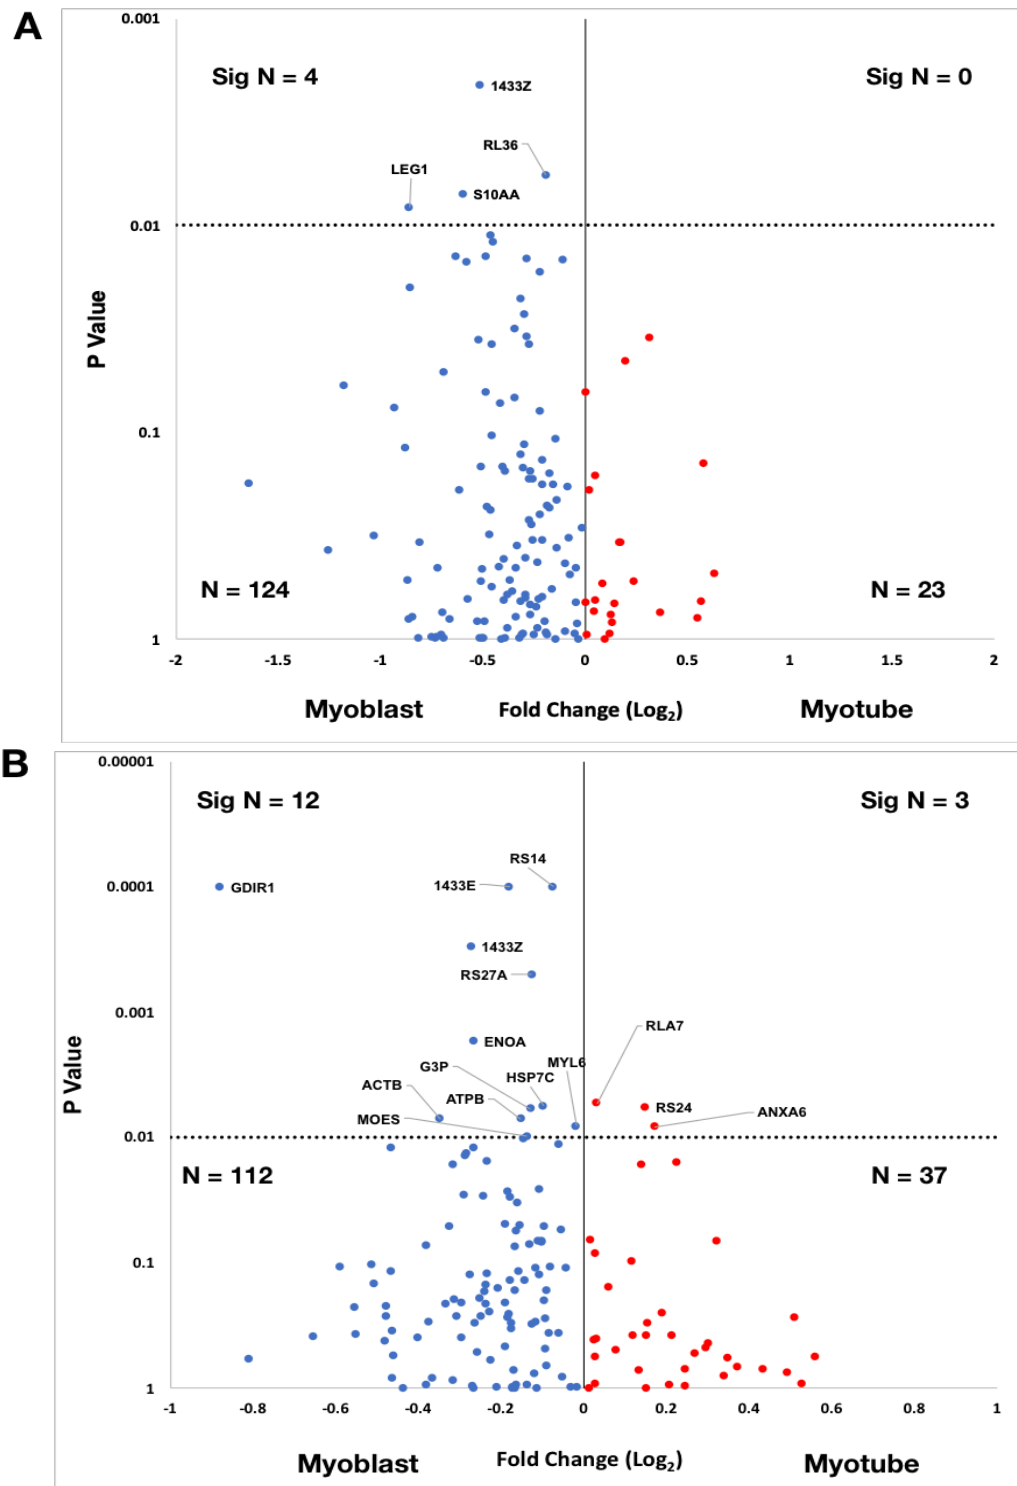 A
0.001
Sig N = 4
Sig N = 0
1433Z
RL36
LEG1
S10AA
0.01
P Value
0.1
N = 124
N = 23
1
-2 -1.5 -1 -0.5 0 0.5 1 1.5 2
Myoblast Fold Change (Log2) Myotube
B
0.00001
Sig N = 12
Sig N = 3
RS14
0.0001
GDIR1
1433E
1433Z
RS27A
0.001
RLA7
ENOA
P Value
G3P
MYL6
HSP7C
ACTB
ATPB
RS24
ANXA6
MOES
0.01
N = 112
N = 37
0.1
1
-1 -0.8 -0.6 -0.4 -0.2 0 0.2 0.4 0.6 0.8 1
Myoblast Fold Change (Log2) Myotube